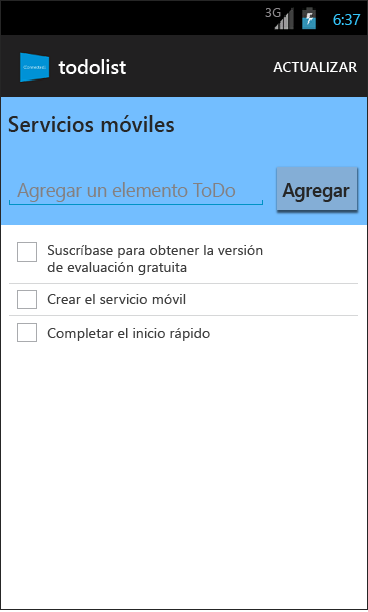 3G 6:37
todolist ACTUALIZAR
Servicios móviles
Agregar un elemento ToDo Agregar
Suscríbase para obtener la versión
de evaluación gratuita
Crear el servicio móvil
Completar el inicio rápido